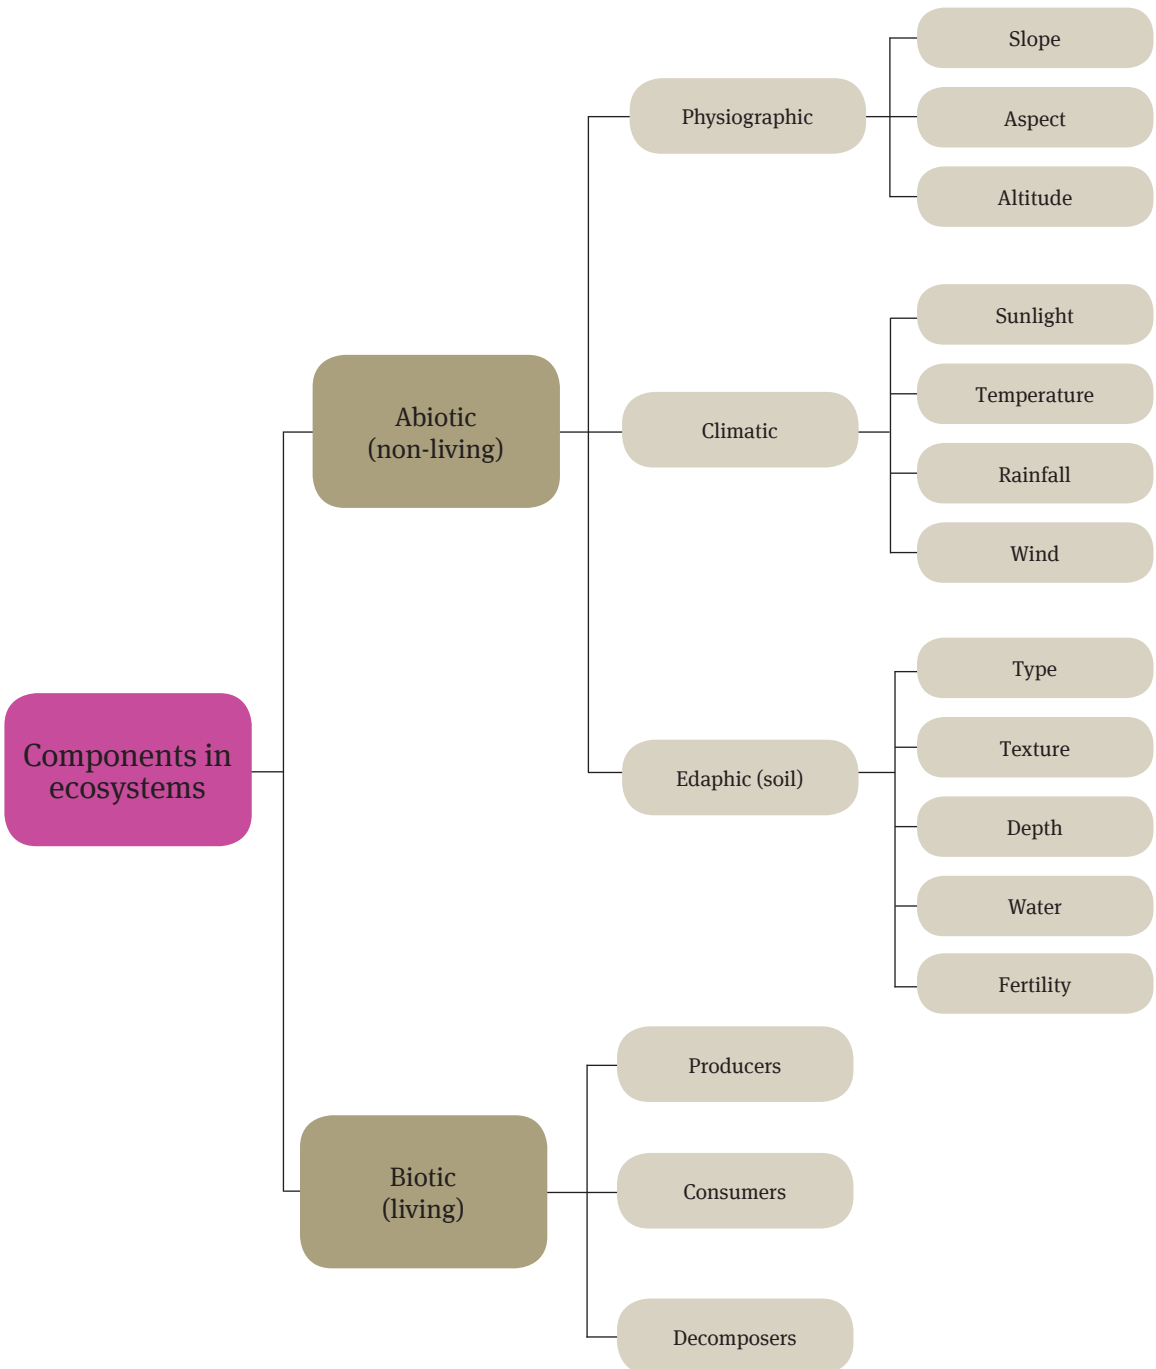 Components in
ecosystems
Abiotic
(non-living)
Physiographic
Slope
Aspect
Altitude
Climatic
Sunlight
Temperature
Rainfall
Wind
Edaphic (soil)
Type
Texture
Depth
Water
Fertility
Biotic
(living)
Producers
Consumers
Decomposers